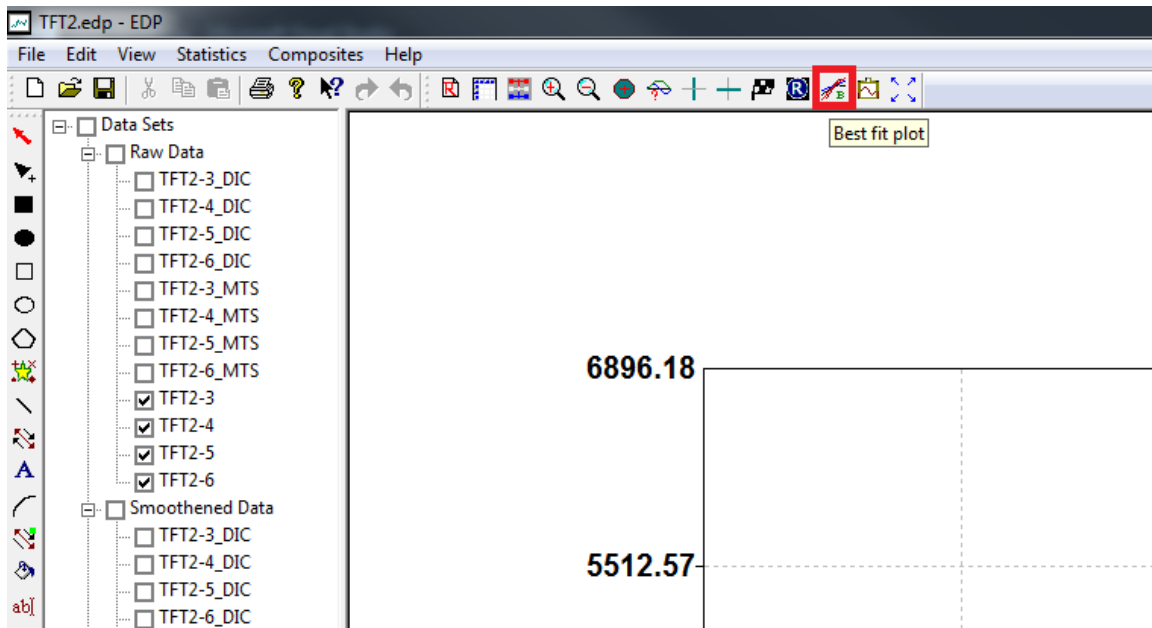 TFT2.edp - EDP
File Edit View Statistics Composites Help
R R B
Best fit plot
A
ab
Data Sets
Raw Data
TFT2-3_DIC
TFT2-4_DIC
TFT2-5_DIC
TFT2-6_DIC
TFT2-3_MTS
TFT2-4_MTS
TFT2-5_MTS
TFT2-6_MTS
TFT2-3
TFT2-4
TFT2-5
TFT2-6
Smoothened Data
TFT2-3_DIC
TFT2-4_DIC
TFT2-5_DIC
TFT2-6_DIC
6896.18
5512.57